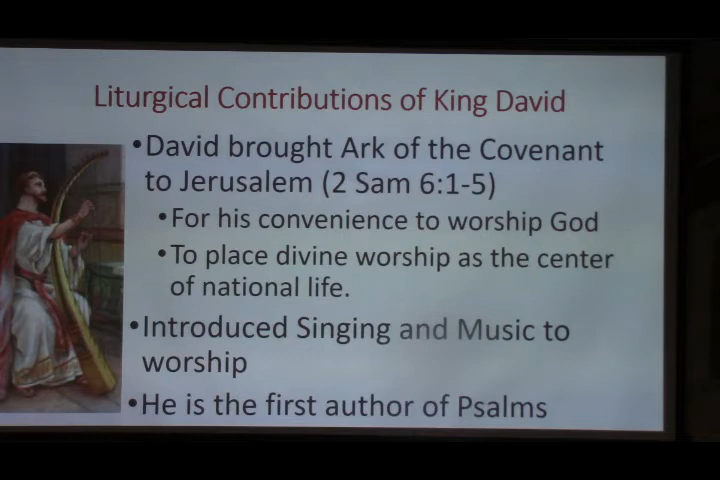 Liturgical Contributions of King David
•David brought Ark of the Covenant
to Jerusalem (2 Sam 6:1-5)
•For his convenience to worship God
•To place divine worship as the center
of national life.
•Introduced Singing and Music to
worship
•He is the first author of Psalms